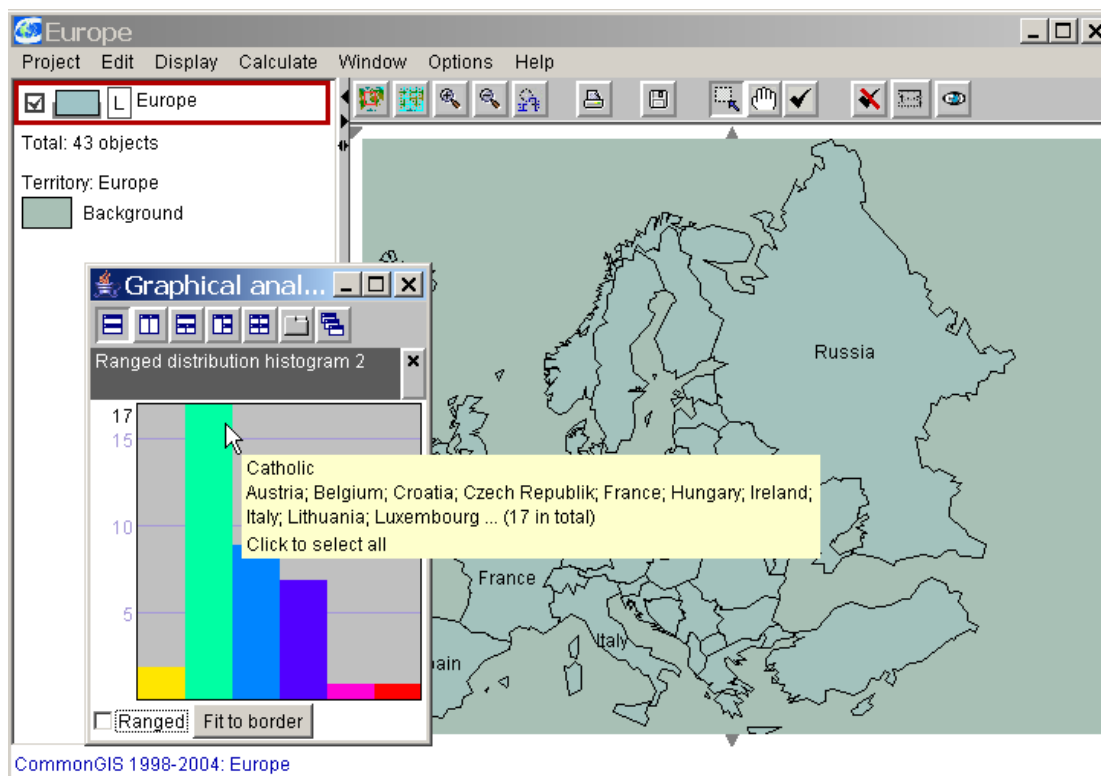 Europe
Project Edit Display Calculate Window Options Help
L Europe
Total: 43 objects
Territory: Europe
Background
Graphical anal...
Ranged distribution histogram 2
17
15
10
5
Catholic
Austria; Belgium; Croatia; Czech Republik; France; Hungary; Ireland;
Italy; Lithuania; Luxembourg ... (17 in total)
Click to select all
Ranged Fit to border
Russia
France
Italy
ain
CommonGIS 1998-2004: Europe